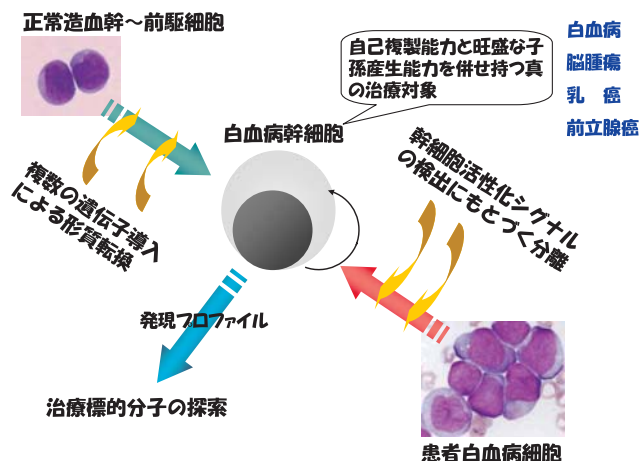 正常造血幹～前駆細胞
自己複製能力と旺盛な子
孫産生能力を併せ持つ真
の治療対象
白血病
脳腫瘍
乳　癌
前立腺癌
白血病幹細胞
複数の遺伝子導入
による形質転換
幹細胞活性化シグナル
の検出にもとづく分離
発現プロファイル
治療標的分子の探索
患者白血病細胞